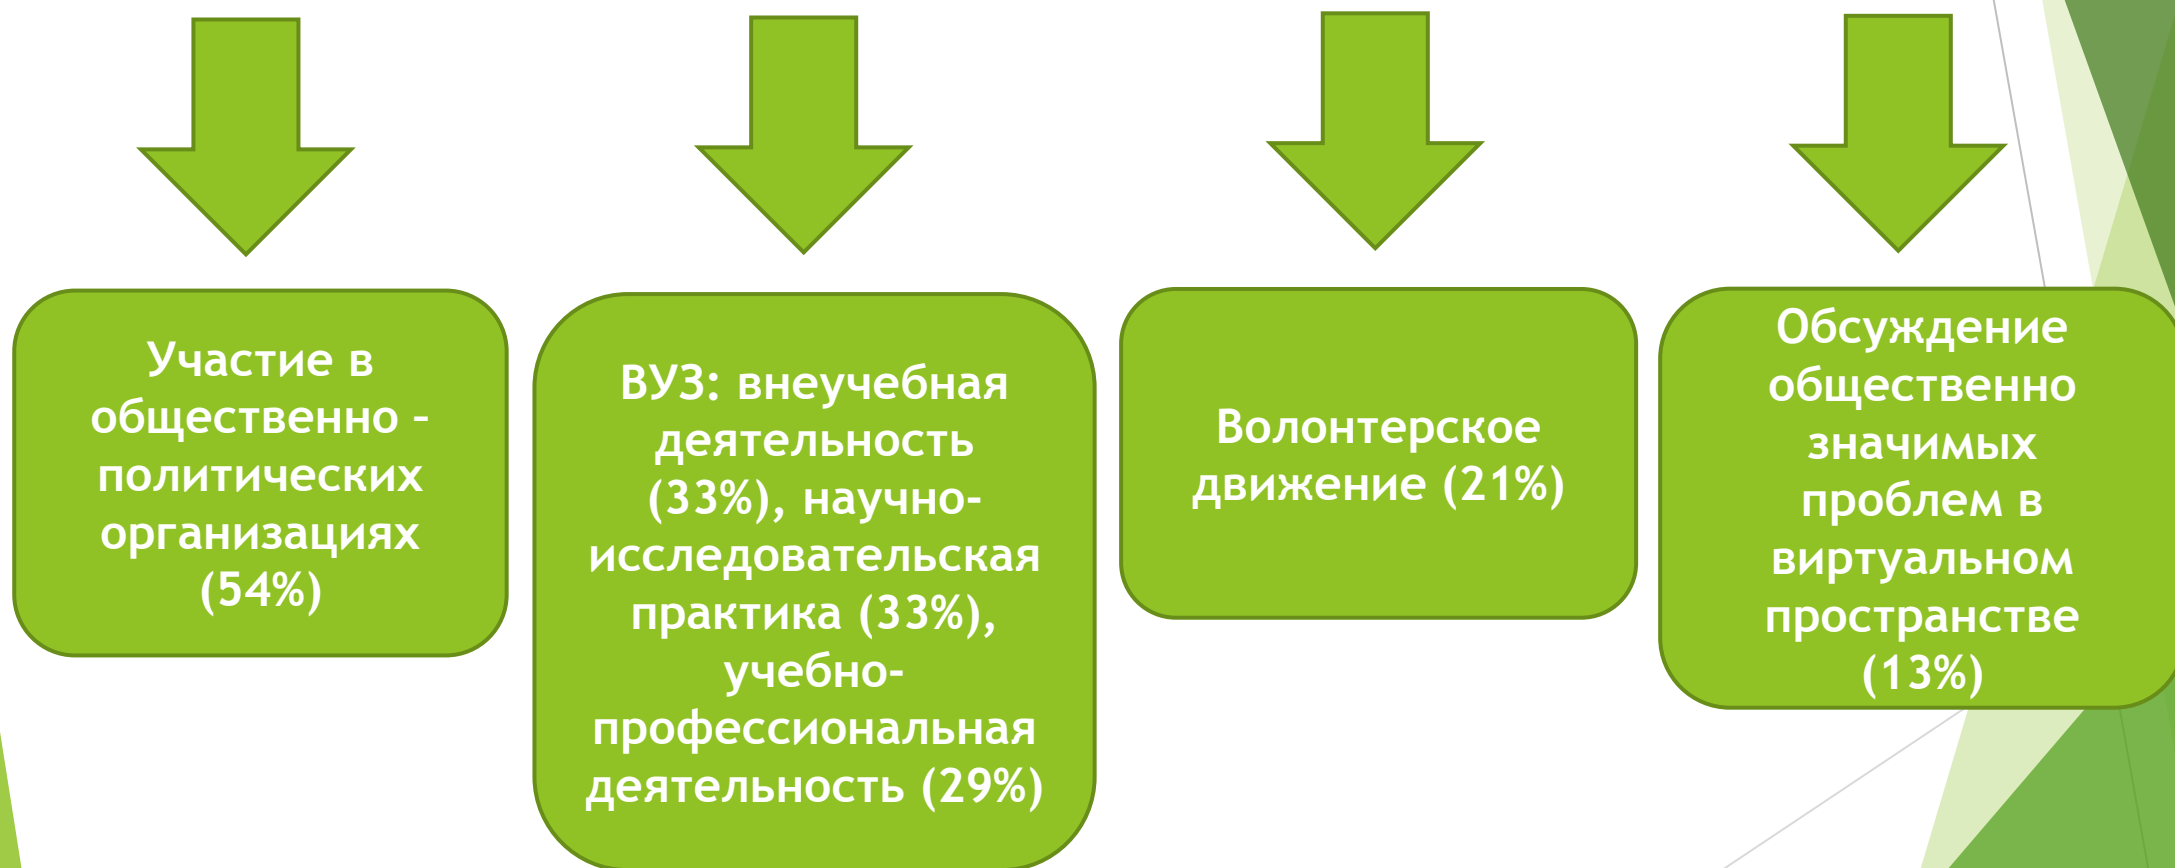 Участие в
общественно –
политических
организациях
(54%)
ВУЗ: внеучебная
деятельность
(33%), научно-
исследовательская
практика (33%),
учебно-
профессиональная
деятельность (29%)
Волонтерское
движение (21%)
Обсуждение
общественно
значимых
проблем в
виртуальном
пространстве
(13%)